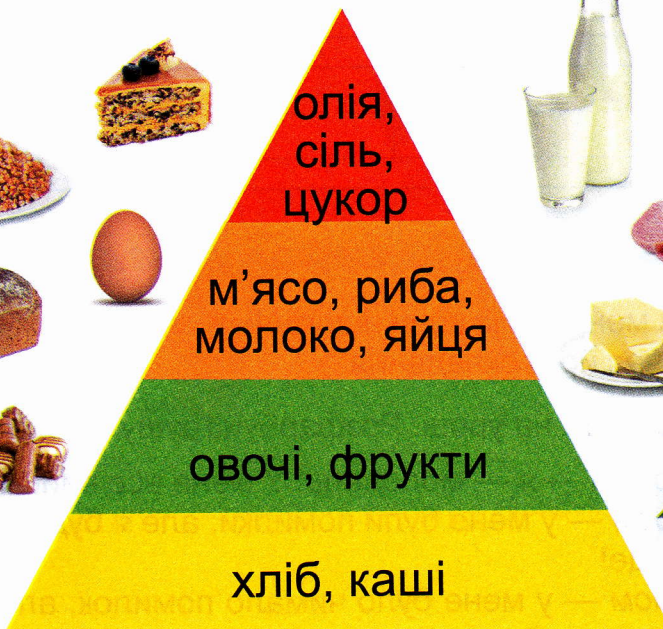 олія,
сіль,
цукор
м’ясо, риба,
молоко, яйця
овочі, фрукти
хліб, каші